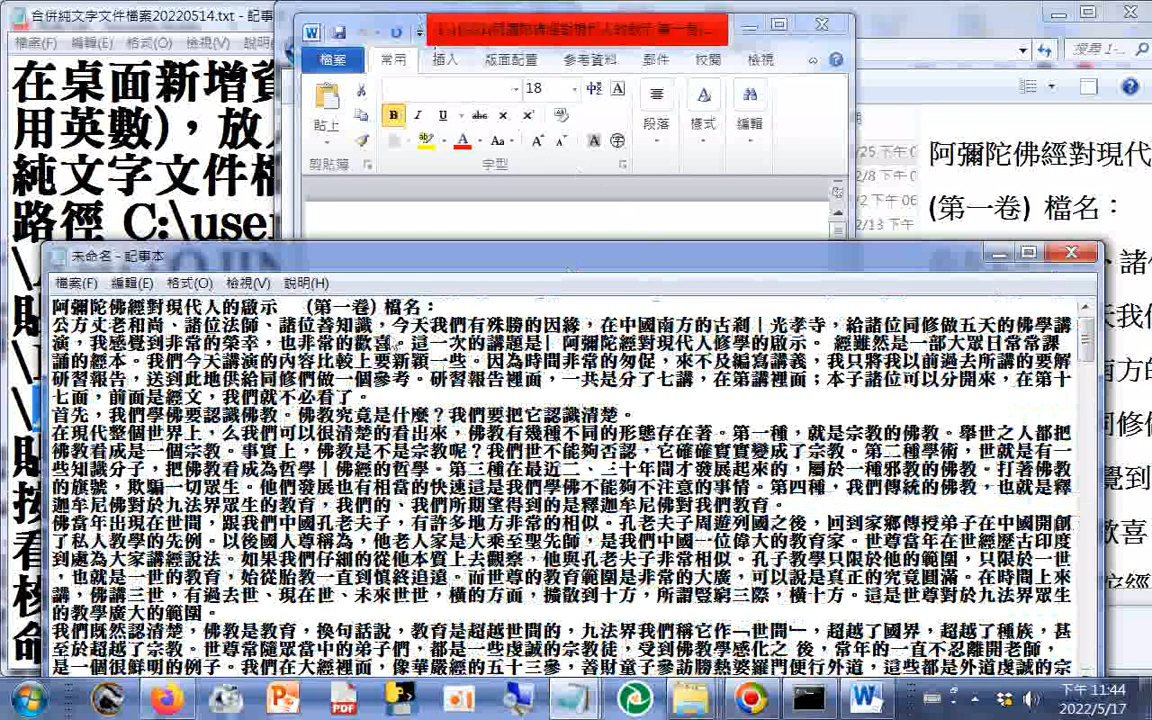 合併純文字文件檔案20220514.txt - 記事
檔案(F) 編輯(E) 格式(O) 檢視(V) 說明
在桌面新增資
用英數)，放
純文字文件檔
路徑 C:\user
檔案 常用 插入 版面配置 參考資料 郵件 校閱 檢視
18
貼上
段落 樣式 編輯
剪貼簿 字型
搜尋 1-...
/25 下午
/8 下午 0
/2 下午 06
2/13 下午
阿彌陀佛經對現代
(第一卷) 檔名：
、諸位
天我們
南方的
同修做
覺到
歡喜
陀經
未命名 - 記事本
檔案(F) 編輯(E) 格式(O) 檢視(V) 說明(H)
阿彌陀佛經對現代人的啟示 (第一卷) 檔名：
公方丈老和尚、諸位法師、諸位善知識，今天我們有殊勝的因緣，在中國南方的古剎｜光孝寺，給諸位同修做五天的佛學講
演，我感覺到非常的榮幸，也非常的歡喜。這一次的講題是｜阿彌陀經對現代人修學的啟示。 經雖然是一部大眾日常常課
誦的經本。我們今天講演的內容比較上要新穎一些。因為時間非常的匆促，來不及編寫講義，我只將我以前過去所講的要解
研習報告，送到此地供給同修們做一個參考。研習報告裡面，一共是分了七講，在第講裡面；本子諸位可以分開來，在第十
七面，前面是經文，我們就不必看了。
首先，我們學佛要認識佛教。佛教究竟是什麼？我們要把它認識清楚。
在現代整個世界上，么我們可以很清楚的看出來，佛教有幾種不同的形態存在著。第一種，就是宗教的佛教。舉世之人都把
佛教看成是一個宗教。事實上，佛教是不是宗教呢？我們世不能夠否認，它確確實實變成了宗教。第二種學術，世就是有一
些知識分子，把佛教看成為哲學｜佛經的哲學。第三種在最近二、三十年間才發展起來的，屬於一種邪教的佛教。打著佛教
的旗號，欺騙一切眾生。他們發展也有相當的快速這是我們學佛不能夠不注意的事情。第四種，我們傳統的佛教，也就是釋
迦牟尼佛對於九法界眾生的教育，我們的、我們所期望得到的是釋迦牟尼佛對我們教育。
佛當年出現在世間，跟我們中國孔老夫子，有許多地方非常的相似。孔老夫子周遊列國之後，回到家鄉傳授弟子在中國開創
了私人教學的先例。以後國人尊稱為，他老人家是大乘至聖先師，是我們中國一位偉大的教育家。世尊當年在世經歷古印度
到處為大家講經說法。如果我們仔細的從他本質上去觀察，他與孔老夫子非常相似。孔子教學只限於他的範圍，只限於一世
，也就是一世的教育，始從胎教一直到慎終追遠。而世尊的教育範圍是非常的大廣，可以說是真正的究竟圓滿。在時間上來
講，佛講三世，有過去世、現在世、未來世世，橫的方面，擴散到十方，所謂豎窮三際，橫十方。這是世尊對於九法界眾生
的教學廣大的範圍。
我們既然認清楚，佛教是教育，換句話說，教育是超越世間的，九法界我們稱它作一世間一，超越了國界，超越了種族，甚
至於超越了宗教。世尊常隨眾當中的弟子們，都是一些虔誠的宗教徒，受到佛教學感化之後，常年的一直不忍離開老師，
是一個很鮮明的例子。我們在大經裡面，像華嚴經的五十三參，善財童子參訪勝熱婆羅門便行外道，這些都是外道虔誠的宗
下午 11:44
2022/5/17